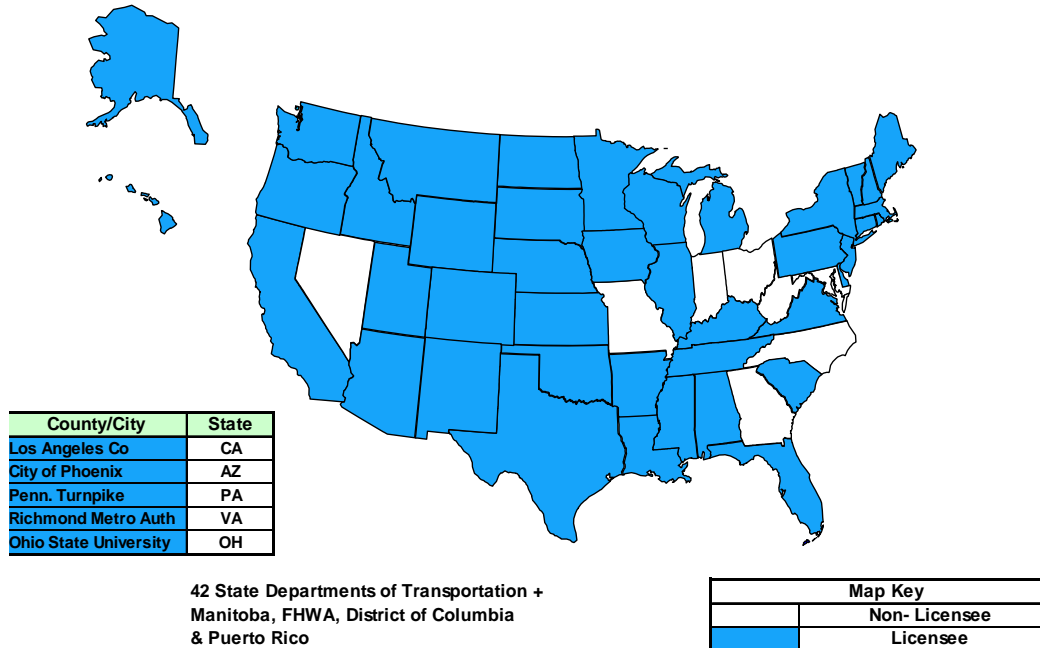 County/City State
Los Angeles Co CA
City of Phoenix AZ
Penn. Turnpike PA
Richmond Metro Auth VA
Ohio State University OH
42 State Departments of Transportation +
Manitoba, FHWA, District of Columbia
& Puerto Rico
Map Key
Non- Licensee
Licensee